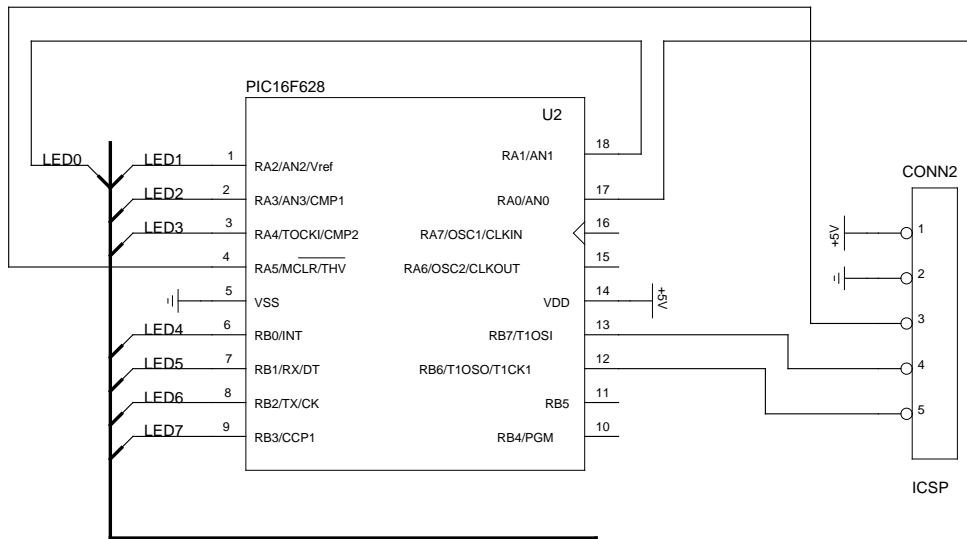 PIC16F628
U2
LED0
LED1 1 RA2/AN2/Vref
LED2 2 RA3/AN3/CMP1
LED3 3 RA4/TOCKI/CMP2
4 RA5/MCLR/THV
5 VSS
LED4 6 RB0/INT
LED5 7 RB1/RX/DT
LED6 8 RB2/TX/CK
LED7 9 RB3/CCP1
RA1/AN1 18
RA0/AN0 17
RA7/OSC1/CLKIN 16
RA6/OSC2/CLKOUT 15
VDD 14 +5V
RB7/T1OSI 13
RB6/T1OSO/T1CK1 12
RB5 11
RB4/PGM 10
CONN2
+5V 1
2
3
4
5
ICSP